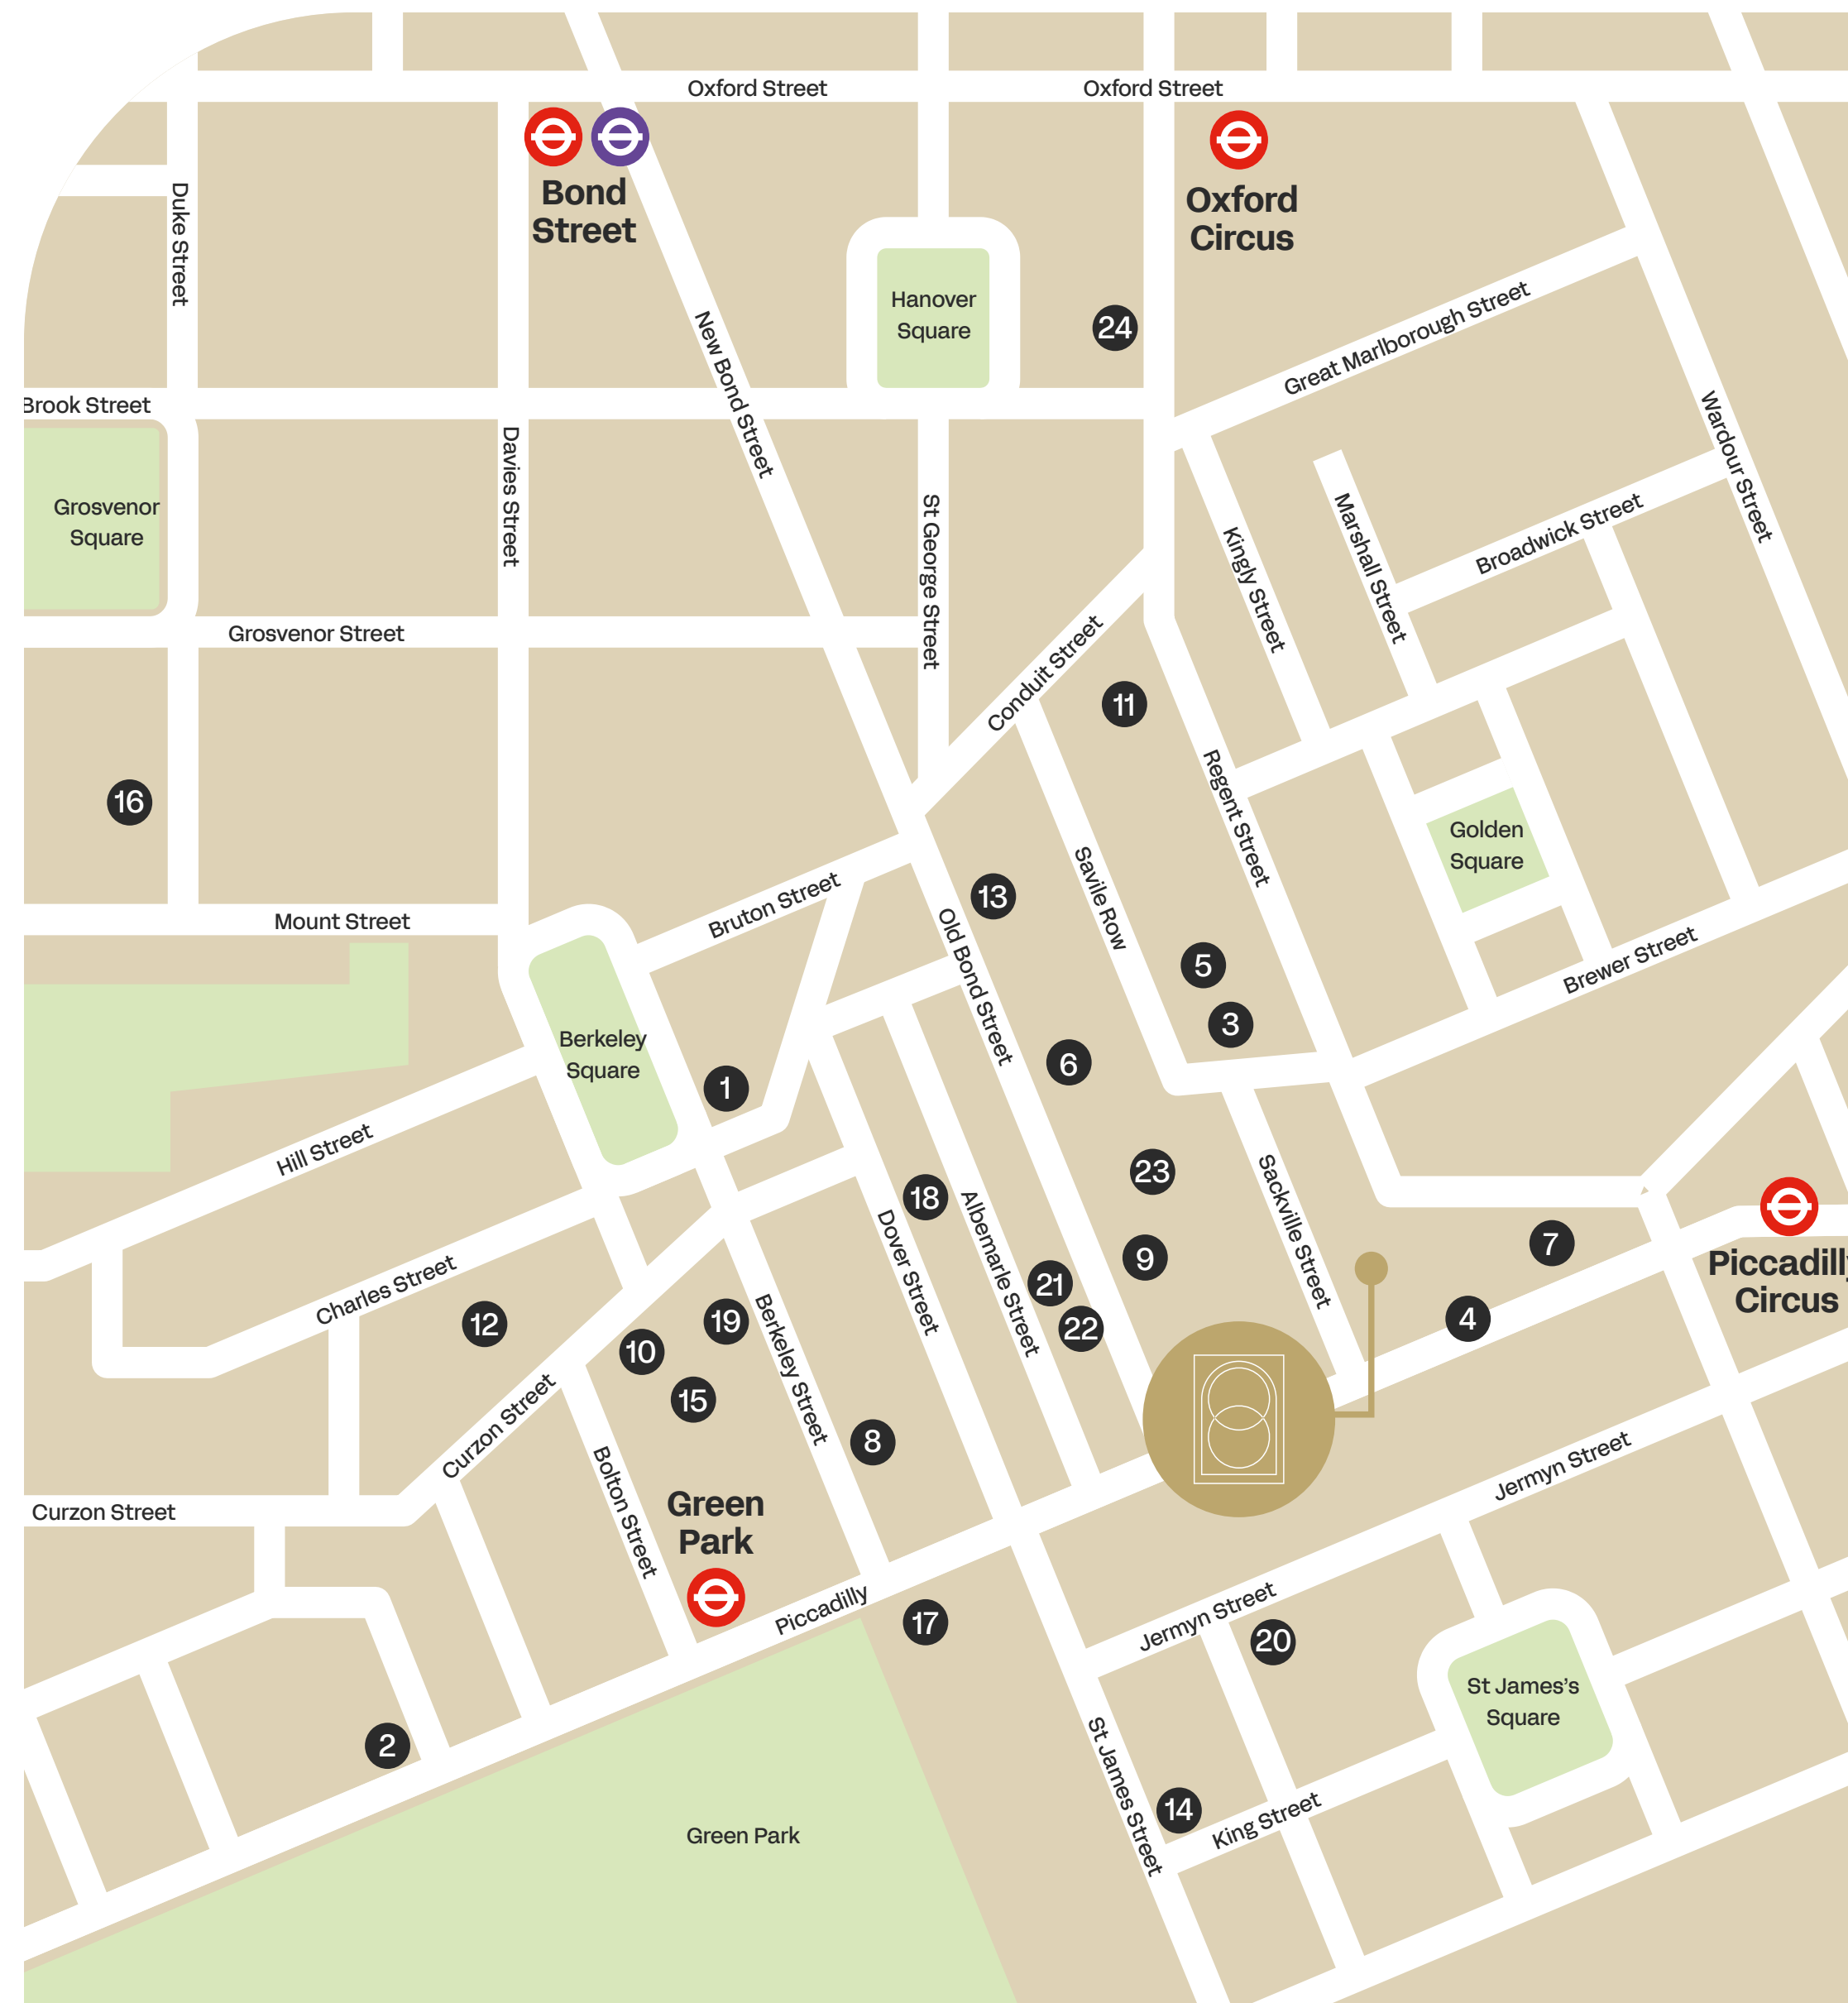 Oxford Street
Oxford Street
Bond
Street
Oxford
Circus
Duke Street
Hanover
Square
24
New Bond Street
Great Marlborough Street
Brook Street
Wardour Street
Grosvenor
Square
Davies Street
St George Street
Kingly Street
Marshall Street
Broadwick Street
Grosvenor Street
Conduit Street
11
16
Regent Street
Golden
Square
Mount Street
Bruton Street
13
Old Bond Street
Savile Row
5
Brewer Street
3
Berkeley
Square
6
1
Hill Street
23
18
Albemarle Street
Sackville Street
7
Dover Street
9
Piccadilly
Circus
Charles Street
21
12
19
22
4
10
Berkeley Street
15
Curzon Street
8
Bolton Street
Jermyn Street
Green
Park
Curzon Street
Piccadilly
17
Jermyn Street
20
St James's
Square
2
St James Street
14
King Street
Green Park